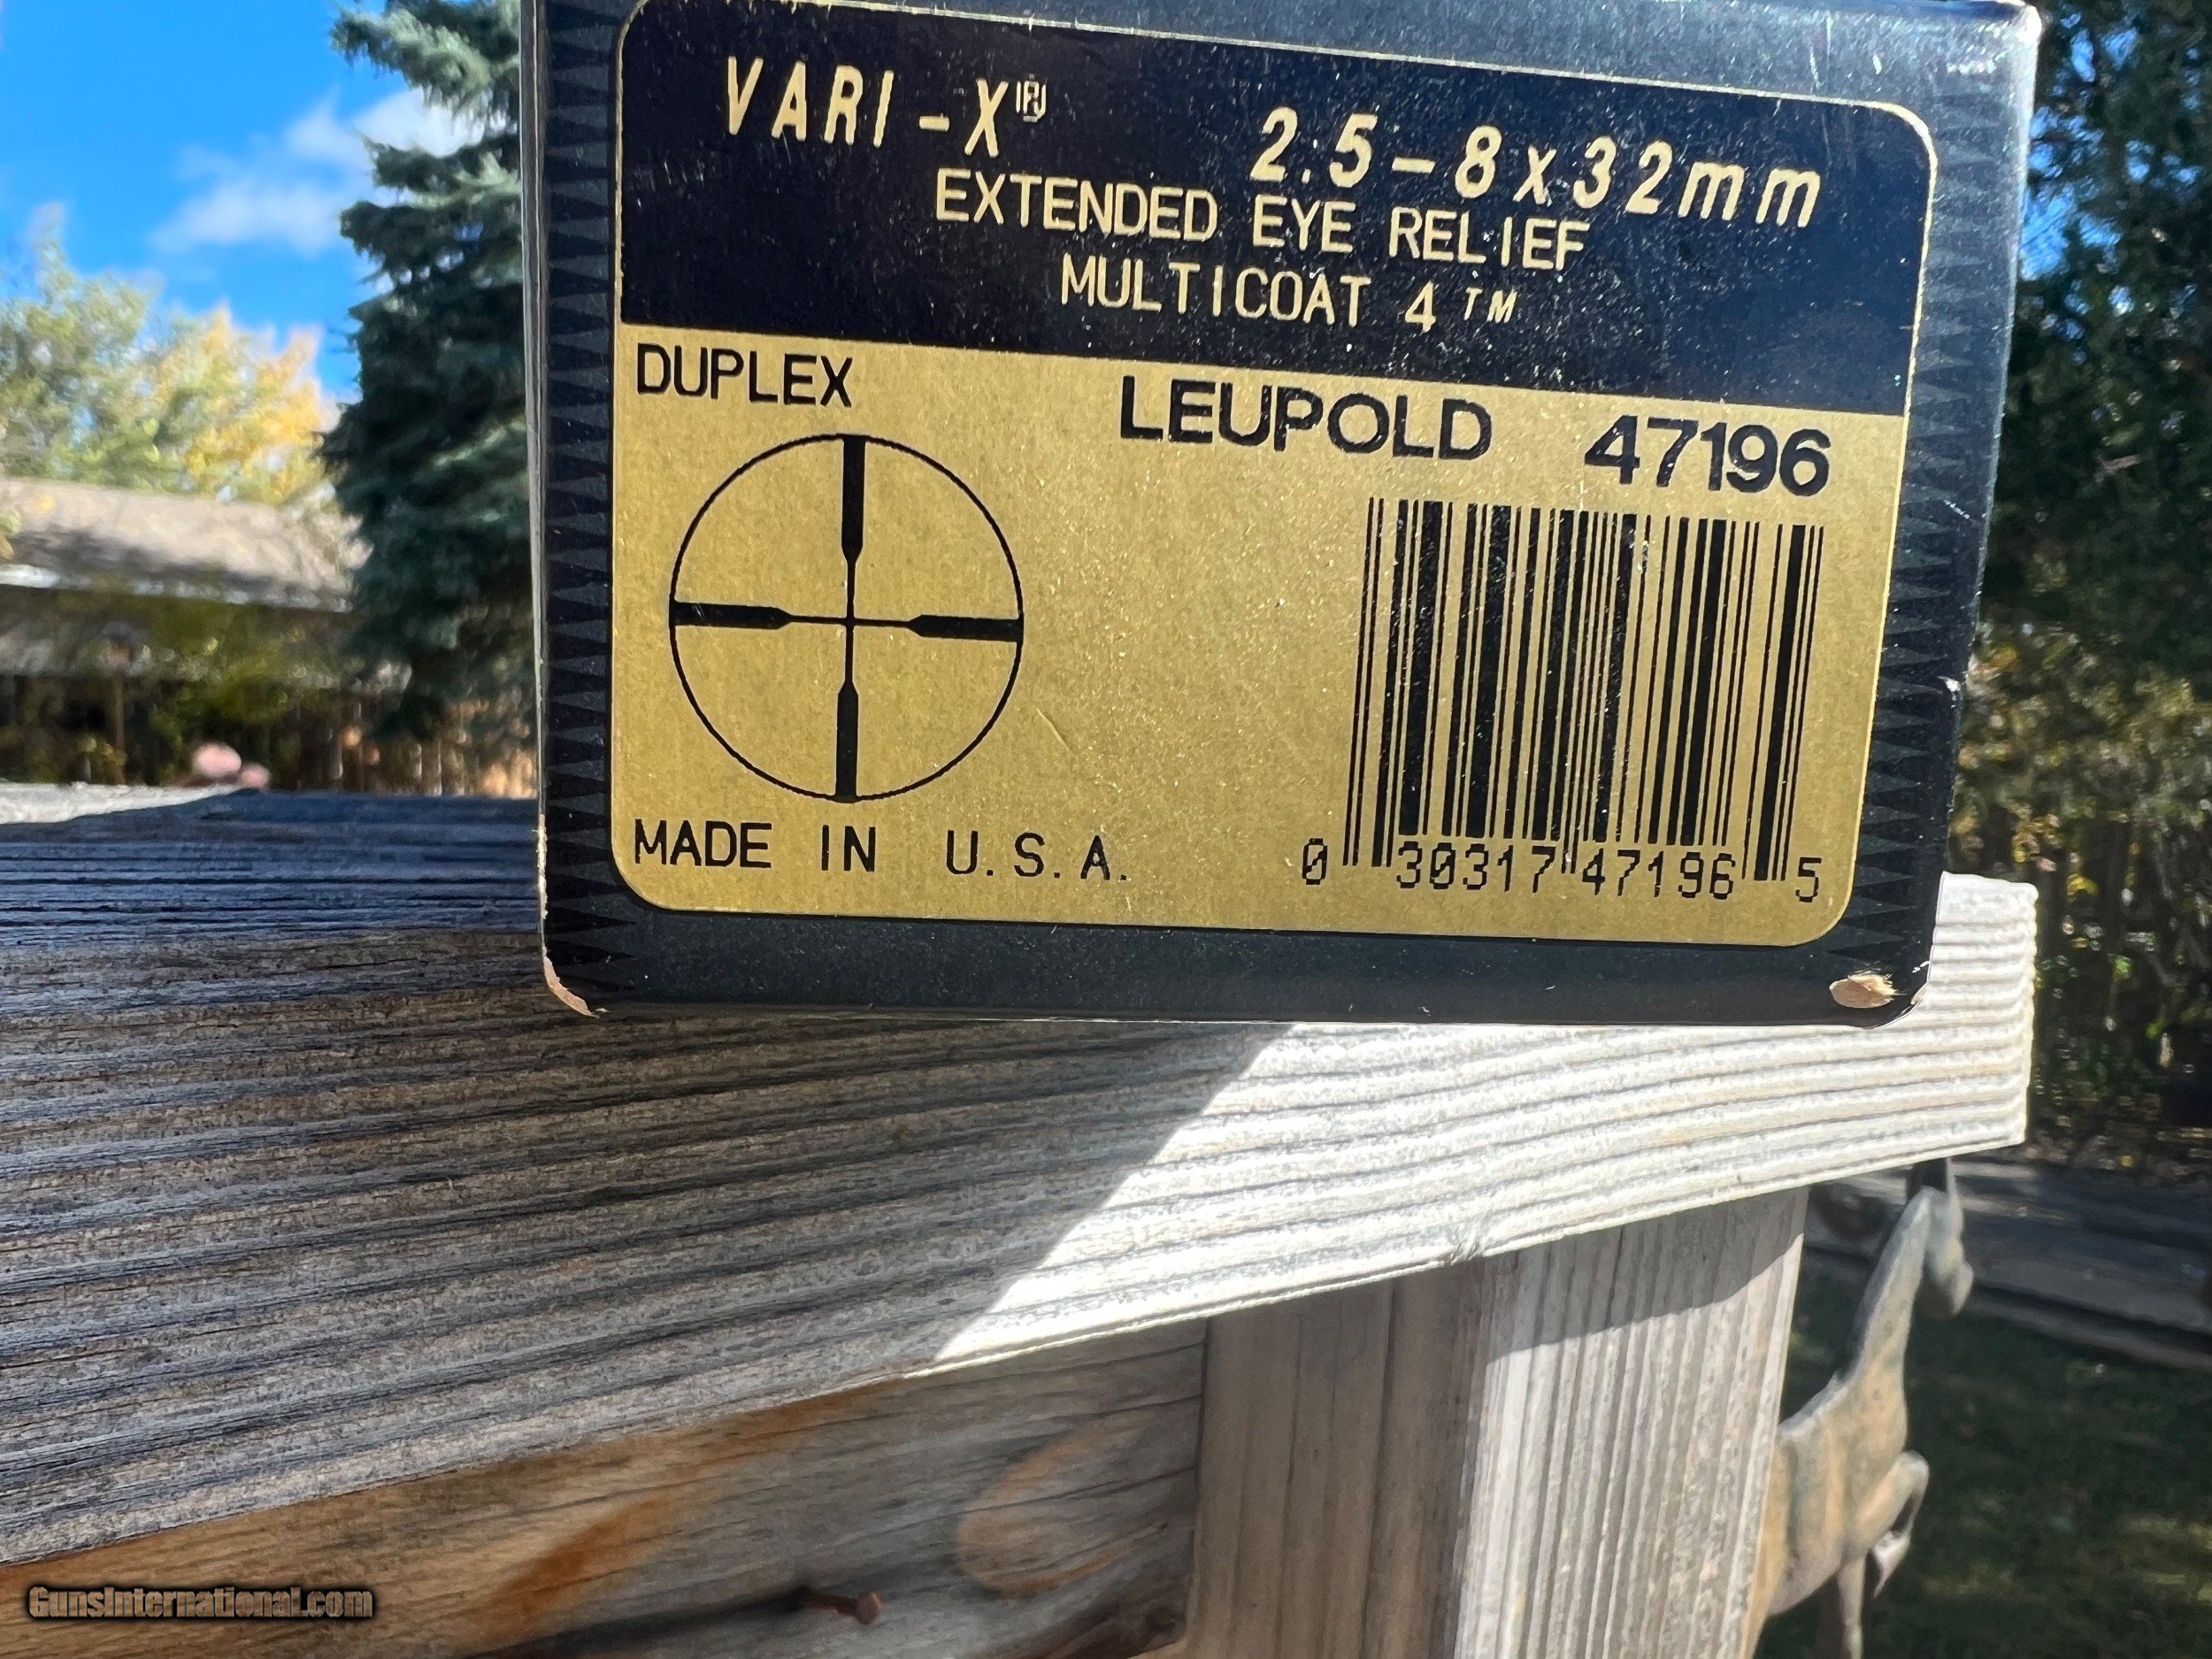 VARI-X® 2.5-8x32mm
EXTENDED EYE RELIEF
MULTICOAT 4™
DUPLEX
LEUPOLD 47196
MADE IN U.S.A.
0 30317 47196 5
GunsInternational.com